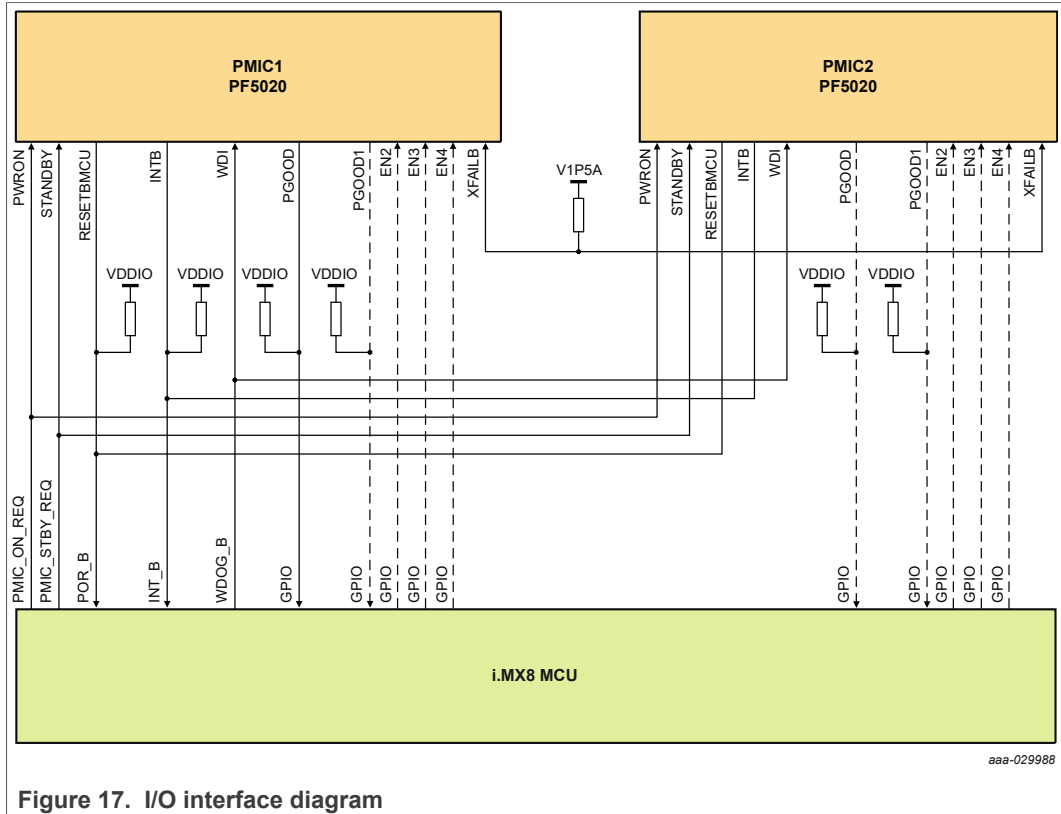 PMIC1
PF5020
PMIC2
PF5020
PWRON
STANDBY
RESETBMCU
INTB
WDI
PGOOD
PGOOD1
EN2
EN3
EN4
XFAILB
V1P5A
PWRON
STANDBY
RESETBMCU
INTB
WDI
PGOOD
PGOOD1
EN2
EN3
EN4
XFAILB
VDDIO
VDDIO
VDDIO
VDDIO
VDDIO
VDDIO
PMIC_ON_REQ
PMIC_STBY_REQ
POR_B
INT_B
WDOG_B
GPIO
GPIO
GPIO
GPIO
GPIO
GPIO
GPIO
GPIO
GPIO
GPIO
i.MX8 MCU
aaa-029988
Figure 17. I/O interface diagram